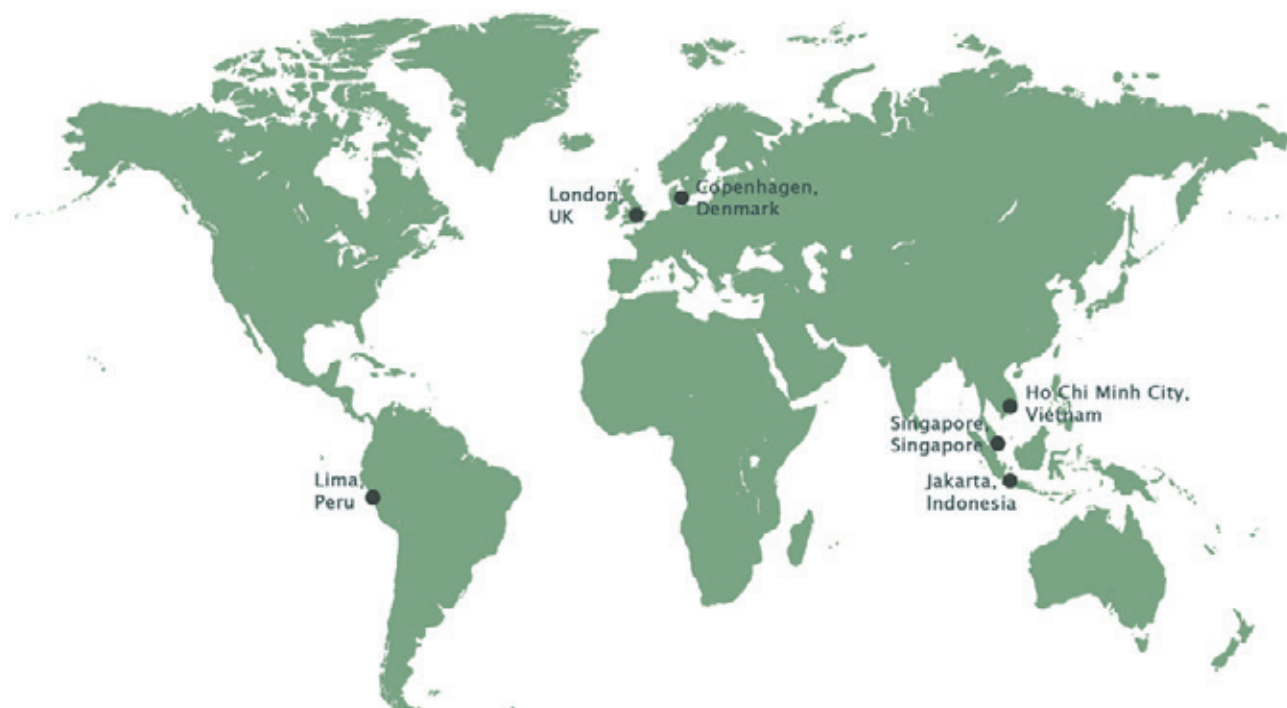 London,
UK
Copenhagen,
Denmark
Ho Chi Minh City,
Vietnam
Singapore,
Singapore
Lima,
Peru
Jakarta,
Indonesia